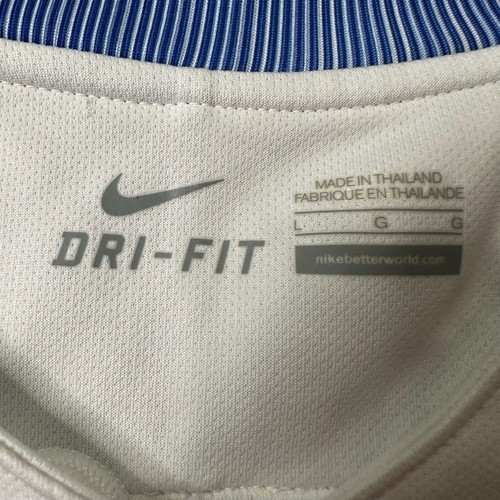 DRI-FIT
MADE IN THAILAND
FABRIQUE EN THAILANDE
L G G
nikebetterworld.com